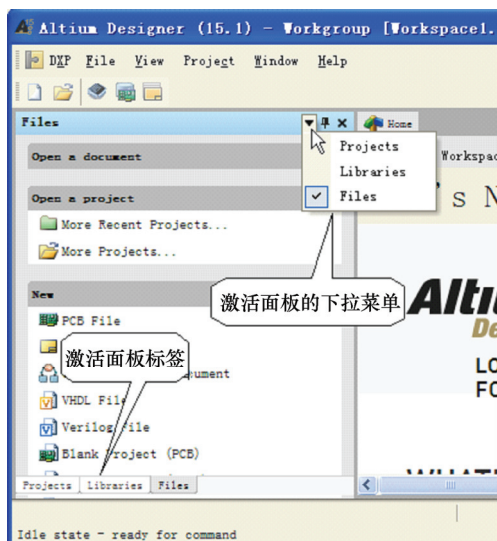 Altium Designer (15.1) - Workgroup [Workspace1.
DXP File View Project Window Help
Files
Home
Projects
Libraries
Files
Open a document
Workspac
's N
Open a project
More Recent Projects...
More Projects...
激活面板的下拉菜单
New
PCB File
激活面板标签
ument
VHDL File
Verilog File
Blank Project (PCB)
Altiu
De
LO
FO
Projects Libraries Files
Idle state - ready for command